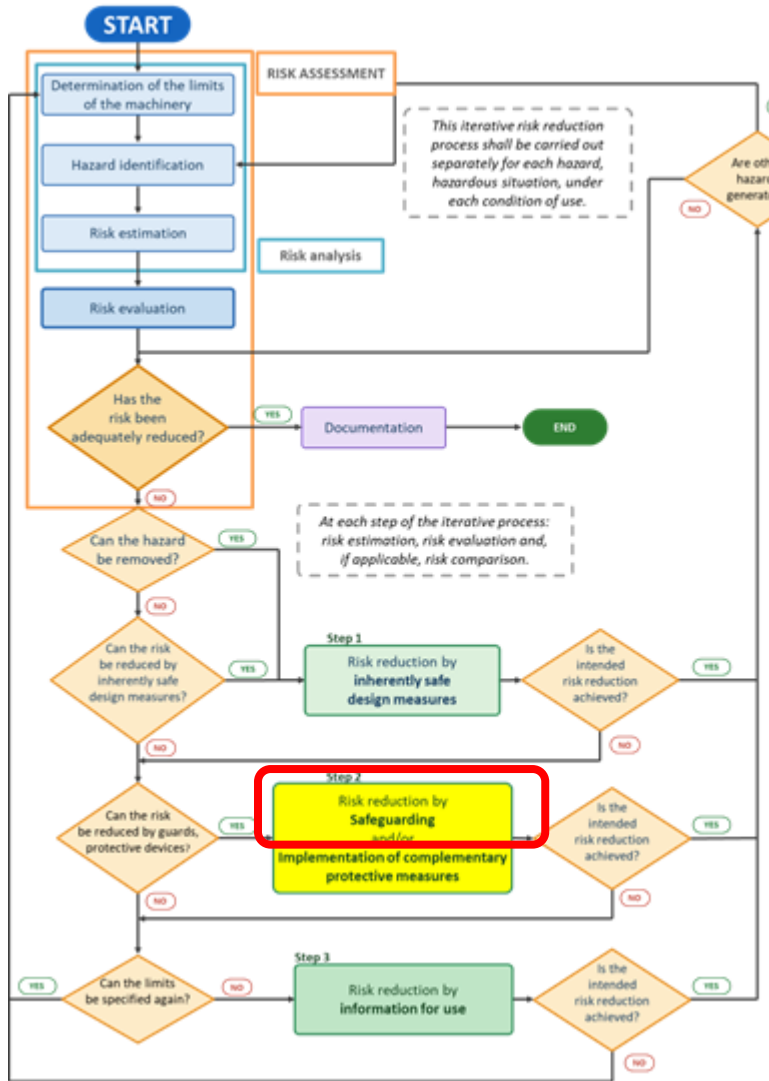 START
RISK ASSESSMENT
Determination of the limits
of the machinery
This iterative risk reduction
process shall be carried out
separately for each hazard,
hazardous situation, under
each condition of use.
Hazard identification
Are
hazard
NO
Risk estimation
Risk analysis
Risk evaluation
Has the
risk been
adequately reduced?
YES
Documentation
END
NO
Can the hazard
be removed?
YES
At each step of the iterative process:
risk estimation, risk evaluation and,
if applicable, risk comparison.
NO
Can the risk
be reduced by
inherently safe
design measures?
YES
Step 1
Risk reduction by
inherently safe
design measures
Is the
intended
risk reduction
achieved?
YES
NO
NO
Can the risk
be reduced by guards,
protective devices?
YES
Step 2
Risk reduction by
Safeguarding
and/or
Implementation of complementary
protective measures
Is the
intended
risk reduction
achieved?
YES
NO
NO
Can the limits
be specified again?
YES
NO
Step 3
Risk reduction by
information for use
Is the
intended
risk reduction
achieved?
YES
NO